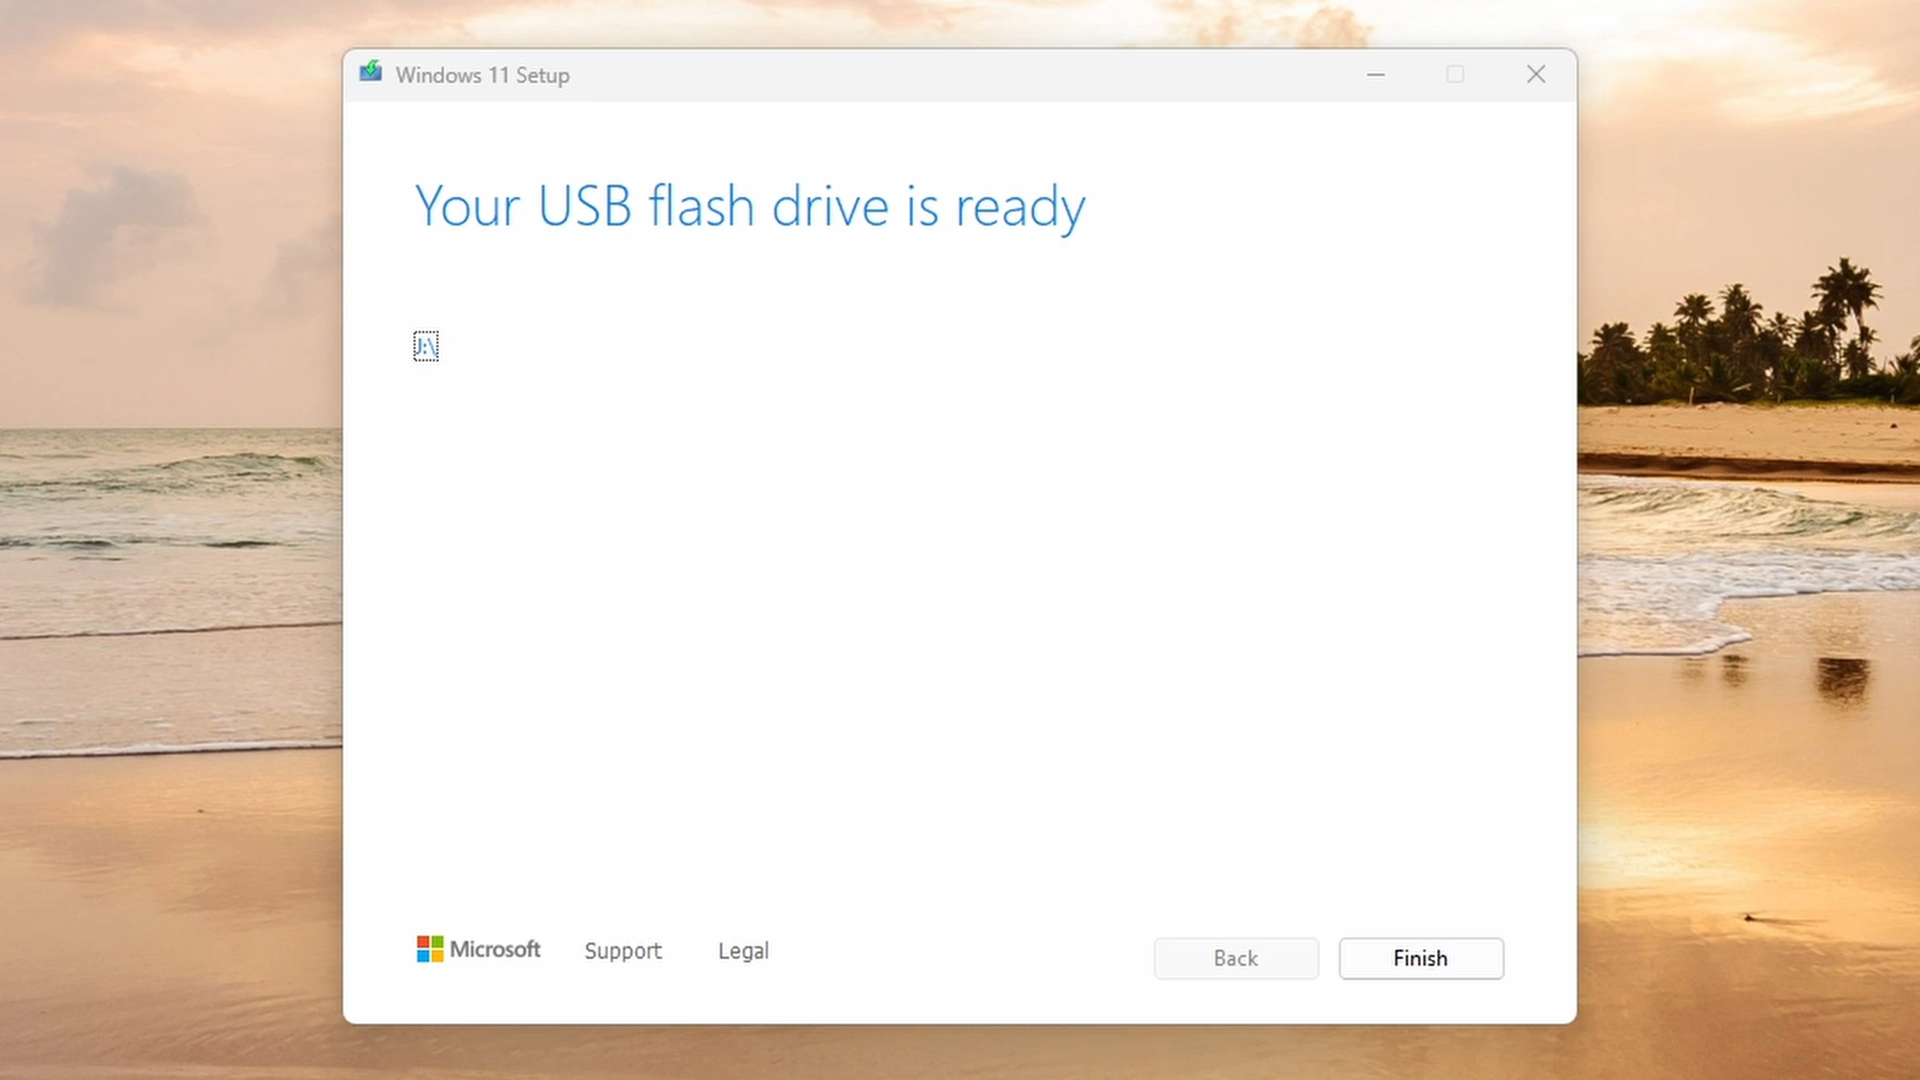 Windows 11 Setup
Your USB flash drive is ready
J:\
Microsoft
Support
Legal
Back
Finish